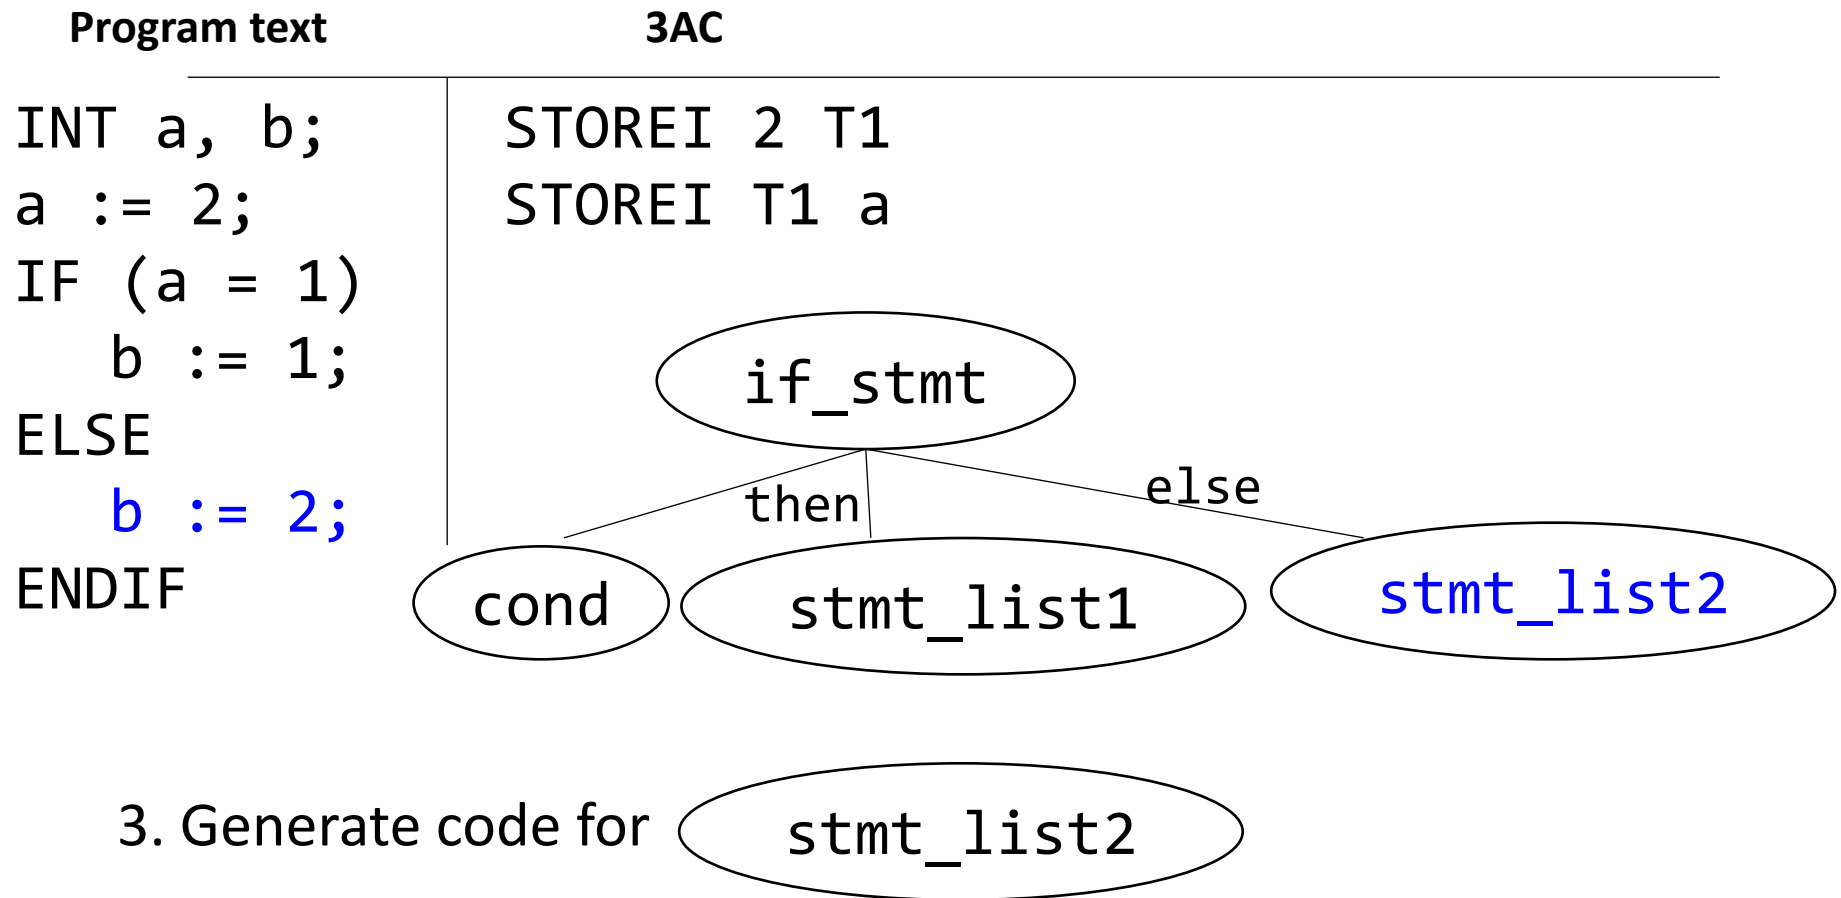 Program text 3AC
INT a, b; STOREI 2 T1
a := 2; STOREI T1 a
IF (a = 1)
b := 1;
ELSE
b := 2;
ENDIF
if_stmt
then else
cond stmt_list1 stmt_list2
3. Generate code for stmt_list2